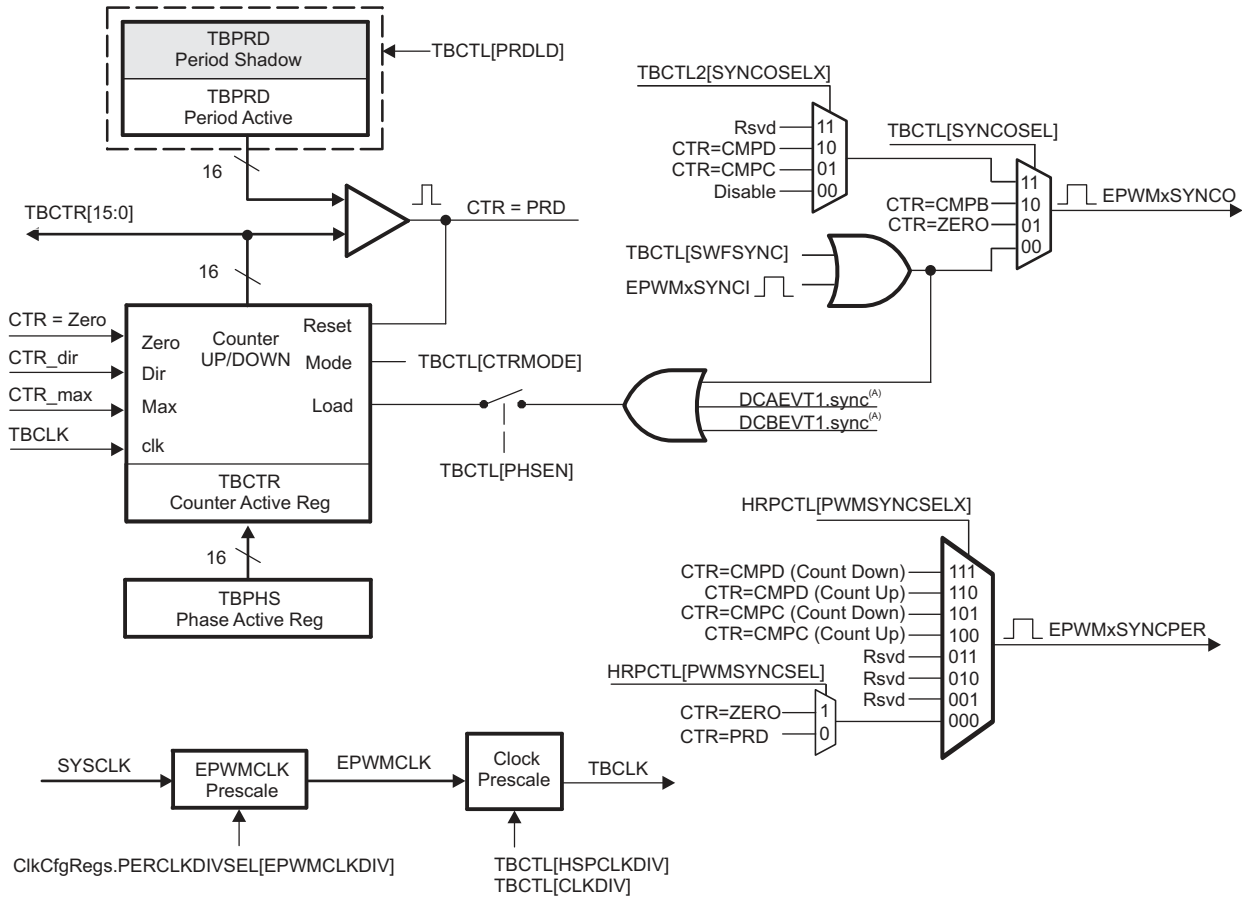 TBPRD
Period Shadow
TBPRD
Period Active
TBCTL[PRDLD]
16
TBCTR[15:0]
CTR = PRD
16
CTR = Zero
CTR_dir
CTR_max
TBCLK
Zero
Dir
Max
clk
Counter
UP/DOWN
Reset
Mode
Load
TBCTL[CTRMODE]
TBCTL[PHSEN]
TBCTR
Counter Active Reg
16
TBPHS
Phase Active Reg
TBCTL2[SYNCOSELX]
Rsvd
11
CTR=CMPD
10
CTR=CMPC
01
Disable
00
TBCTL[SYNCOSEL]
11
CTR=CMPB
10
CTR=ZERO
01
00
EPWMxSYNCO
TBCTL[SWFSYNC]
EPWMxSYNCI
DCAEVT1.sync(A)
DCBEVT1.sync(A)
HRPCTL[PWMSYNCSELX]
CTR=CMPD (Count Down)
111
CTR=CMPD (Count Up)
110
CTR=CMPC (Count Down)
101
CTR=CMPC (Count Up)
100
Rsvd
011
Rsvd
010
Rsvd
001
000
EPWMxSYNCPER
HRPCTL[PWMSYNCSEL]
CTR=ZERO
1
CTR=PRD
0
SYSCLK
EPWMCLK
Prescale
EPWMCLK
Clock
Prescale
TBCLK
ClkCfgRegs.PERCLKDIVSEL[EPWMCLKDIV]
TBCTL[HSPCLKDIV]
TBCTL[CLKDIV]